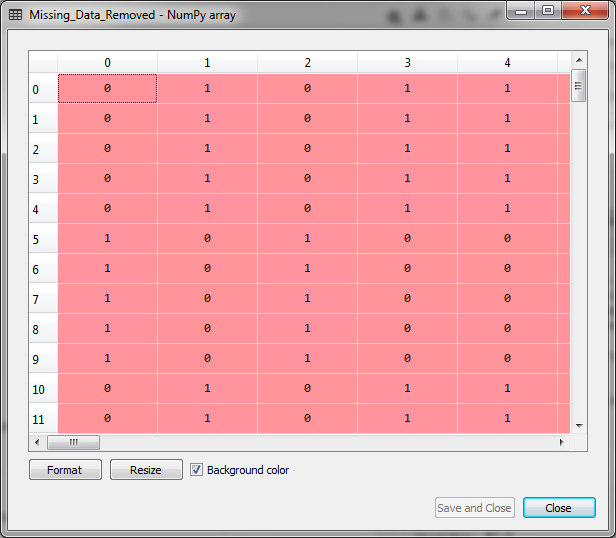 Missing_Data_Removed - NumPy array
0 1 2 3 4
0 0 1 0 1 1
1 0 1 0 1 1
2 0 1 0 1 1
3 0 1 0 1 1
4 0 1 0 1 1
5 1 0 1 0 0
6 1 0 1 0 0
7 1 0 1 0 0
8 1 0 1 0 0
9 1 0 1 0 0
10 0 1 0 1 1
11 0 1 0 1 1
Format Resize Background color
Save and Close Close